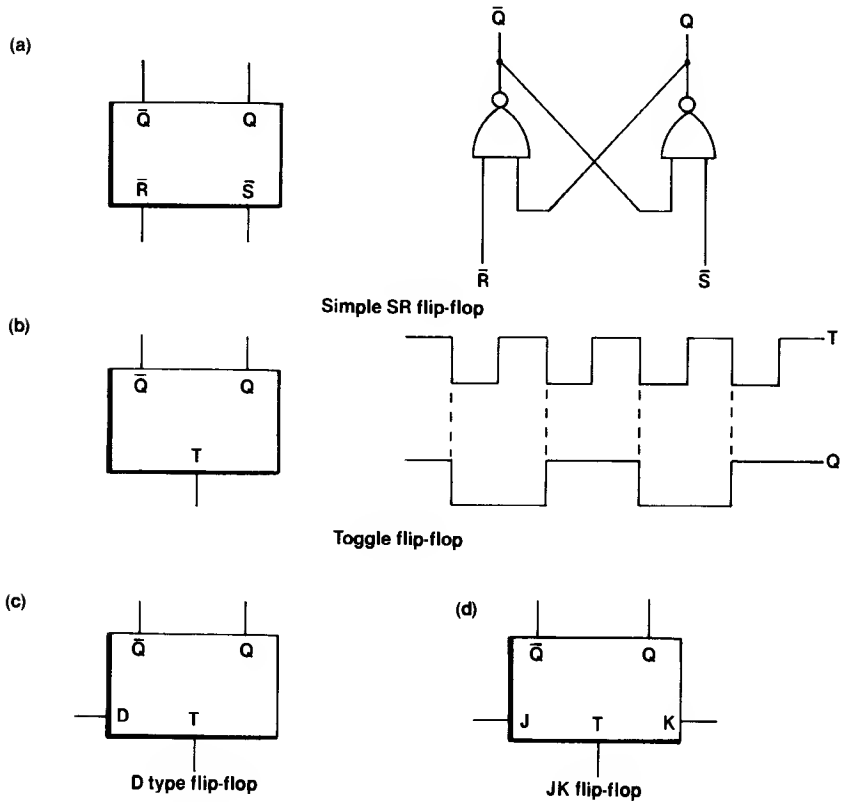 (a)
Q̅ Q
Q̅ Q
R̅ S̅
R̅ S̅
Simple SR flip-flop
(b)
T
Q̅ Q
T
Q
Toggle flip-flop
(c)
Q̅ Q
D T
D type flip-flop
(d)
Q̅ Q
J T K
JK flip-flop